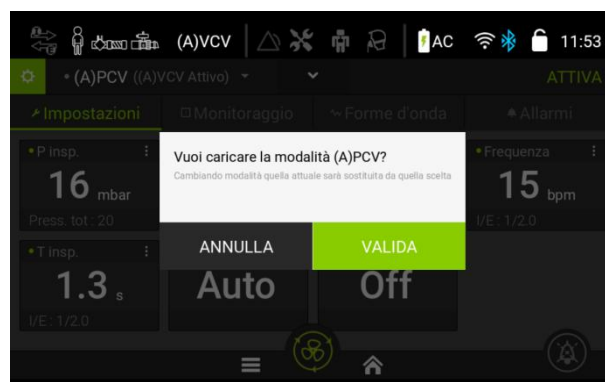 (A)VCV AC 11:53
(A)PCV ((A)VCV Attivo) ATTIVA
Impostazioni Monitoraggio Forme d'onda Allarmi
P insp. Frequenza
16 mbar 15 bpm
Press. tot : 20 I/E : 1/2.0
Vuoi caricare la modalità (A)PCV?
Cambiando modalità quella attuale sarà sostituita da quella scelta
ANNULLA VALIDA
T insp.
1.3 s Auto Off
I/E : 1/2.0